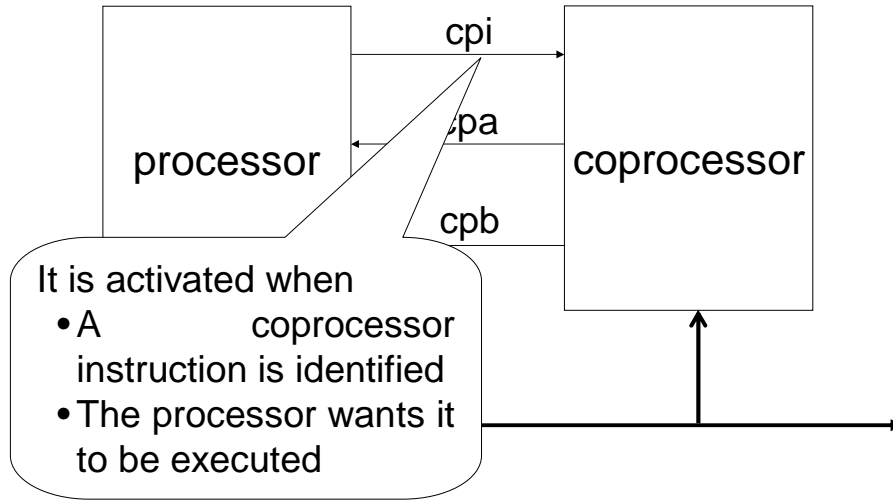 cpi
cpa
processor
coprocessor
cpb
It is activated when
• A coprocessor
instruction is identified
• The processor wants it
to be executed